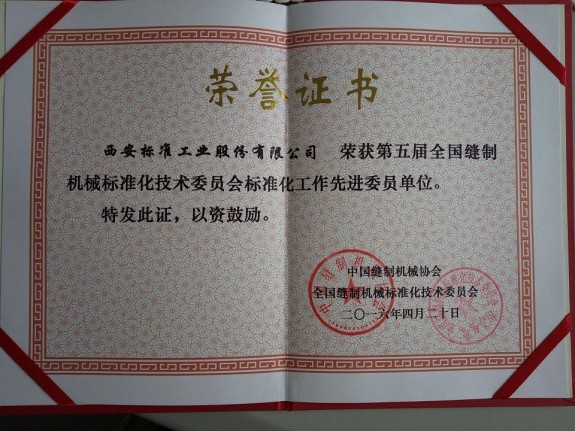 荣誉证书
西安标准工业股份有限公司 荣获第五届全国缝制
机械标准化技术委员会标准化工作先进委员单位。
特发此证，以资鼓励。
中国缝制机械协会
全国缝制机械标准化技术委员会
二〇一六年四月二十日